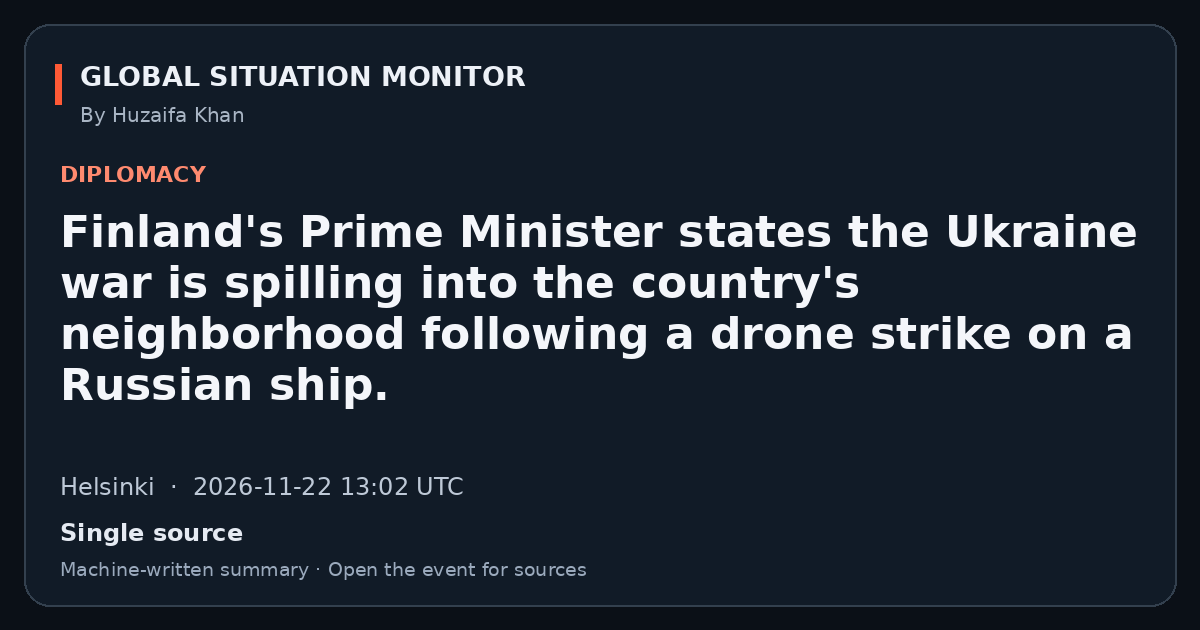 GLOBAL SITUATION MONITOR
By Huzaifa Khan
DIPLOMACY
Finland's Prime Minister states the Ukraine
war is spilling into the country's
neighborhood following a drone strike on a
Russian ship.
Helsinki · 2026-11-22 13:02 UTC
Single source
Machine-written summary · Open the event for sources